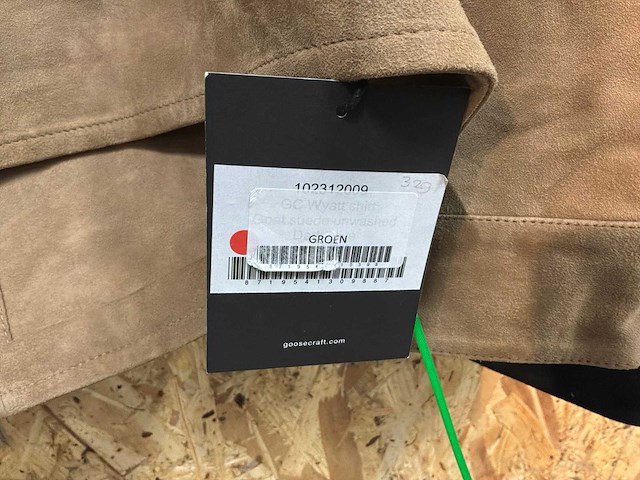 102312009
329
GC Wyatt shirt
Goat suede unwashed
GROEN
8719541309887
goosecraft.com